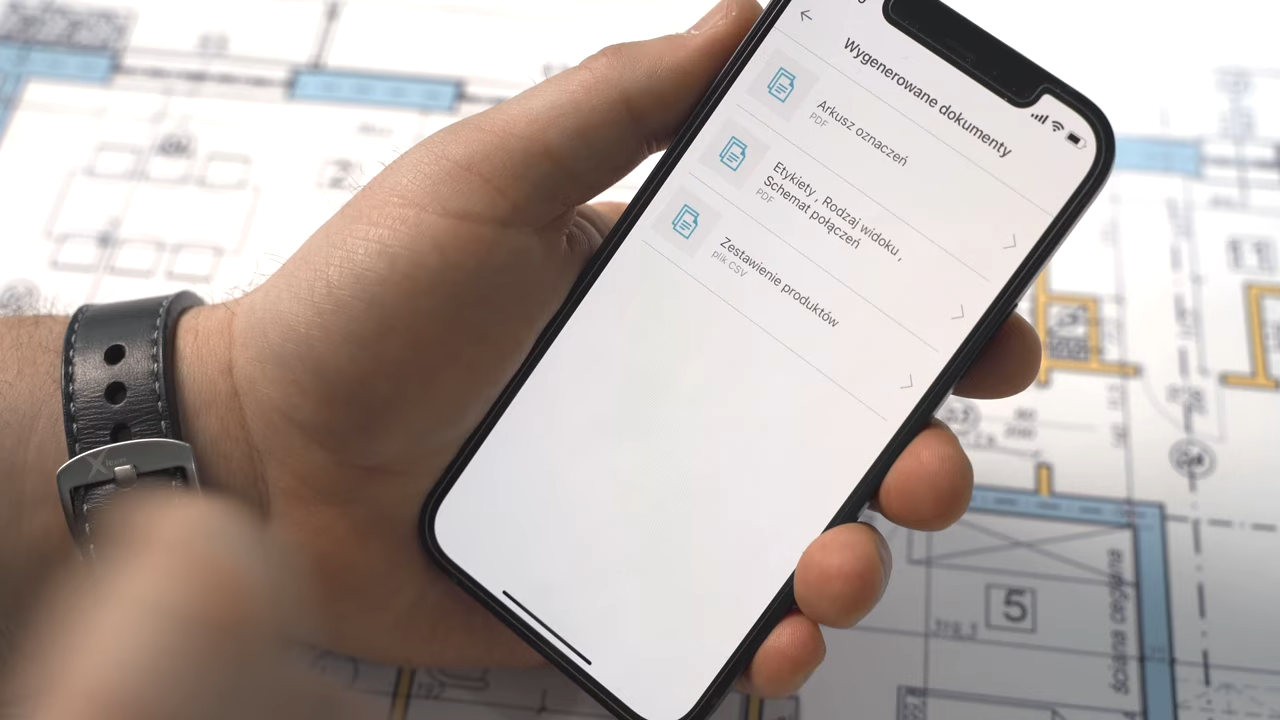 Wygenerowane dokumenty
Arkusz oznaczeń
PDF
Etykiety , Rodzaj widoku ,
Schemat połączeń
PDF
Zestawienie produktów
plik CSV
5
ściana ceglana